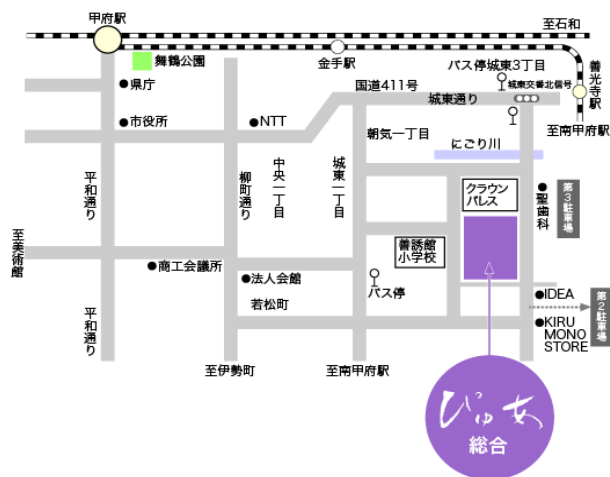 甲府駅
至石和
舞鶴公園
金手駅
バス停城東3丁目
善光寺駅
県庁
国道411号
城東交番北信号
城東通り
市役所
NTT
朝気一丁目
にごり川
至南甲府駅
平和通り
柳町通り
中央一丁目
城東一丁目
クラウン
パレス
聖歯科
第3駐車場
至美術館
善誘館
小学校
商工会議所
法人会館
バス停
若松町
IDEA
第2駐車場
平和通り
KIRU
MONO
STORE
至伊勢町
至南甲府駅
ぴゅあ
総合